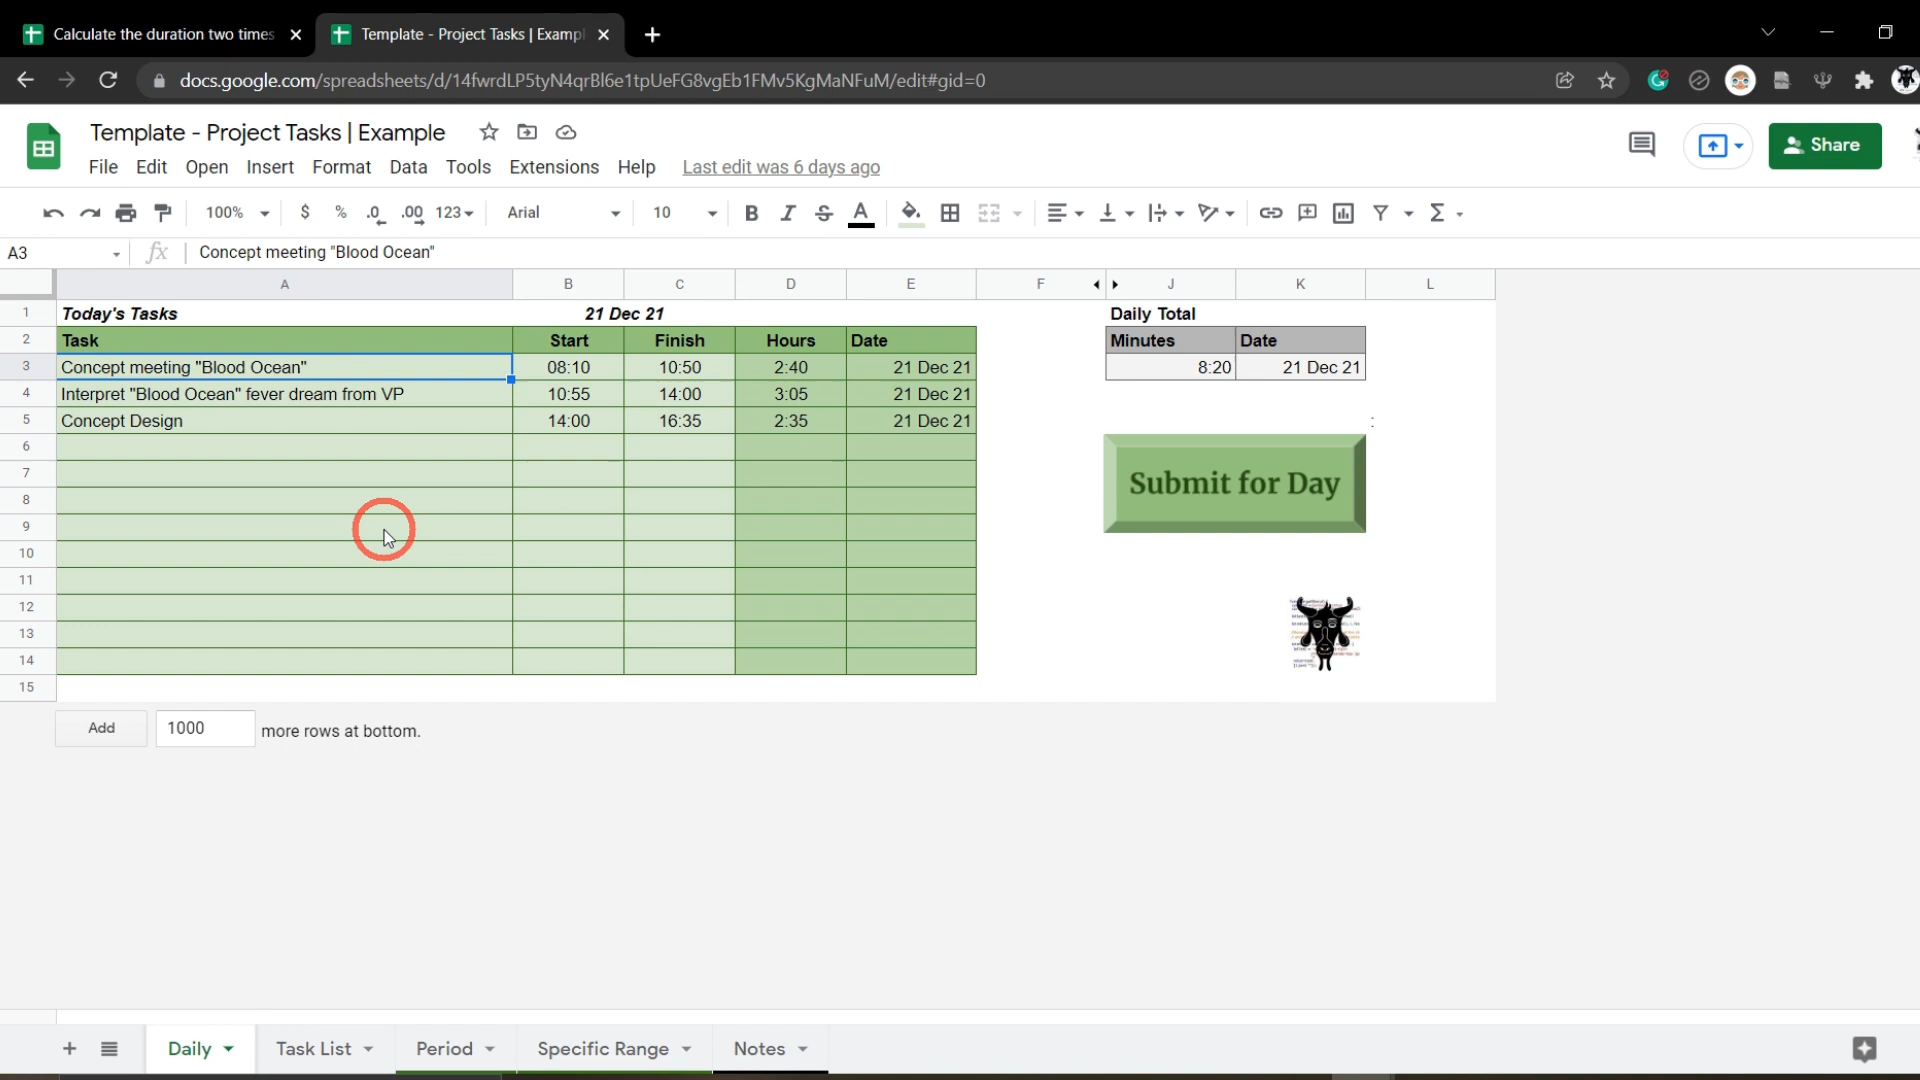 Calculate the duration two times
Template - Project Tasks | Exampl
docs.google.com/spreadsheets/d/14fwrdLP5tyN4qrBl6e1tpUeFG8vgEb1FMv5KgMaNFuM/edit#gid=0
Template - Project Tasks | Example
Share
File Edit Open Insert Format Data Tools Extensions Help Last edit was 6 days ago
100% $ % .0 .00 123 Arial 10 B I S A Σ
A3 fx Concept meeting "Blood Ocean"
A B C D E F J K L
1 Today's Tasks 21 Dec 21 Daily Total
2 Task Start Finish Hours Date Minutes Date
3 Concept meeting "Blood Ocean" 08:10 10:50 2:40 21 Dec 21 8:20 21 Dec 21
4 Interpret "Blood Ocean" fever dream from VP 10:55 14:00 3:05 21 Dec 21
5 Concept Design 14:00 16:35 2:35 21 Dec 21 :
6
7
8
Submit for Day
9
10
11
12
13
14
15
Add 1000 more rows at bottom.
+ Daily Task List Period Specific Range Notes